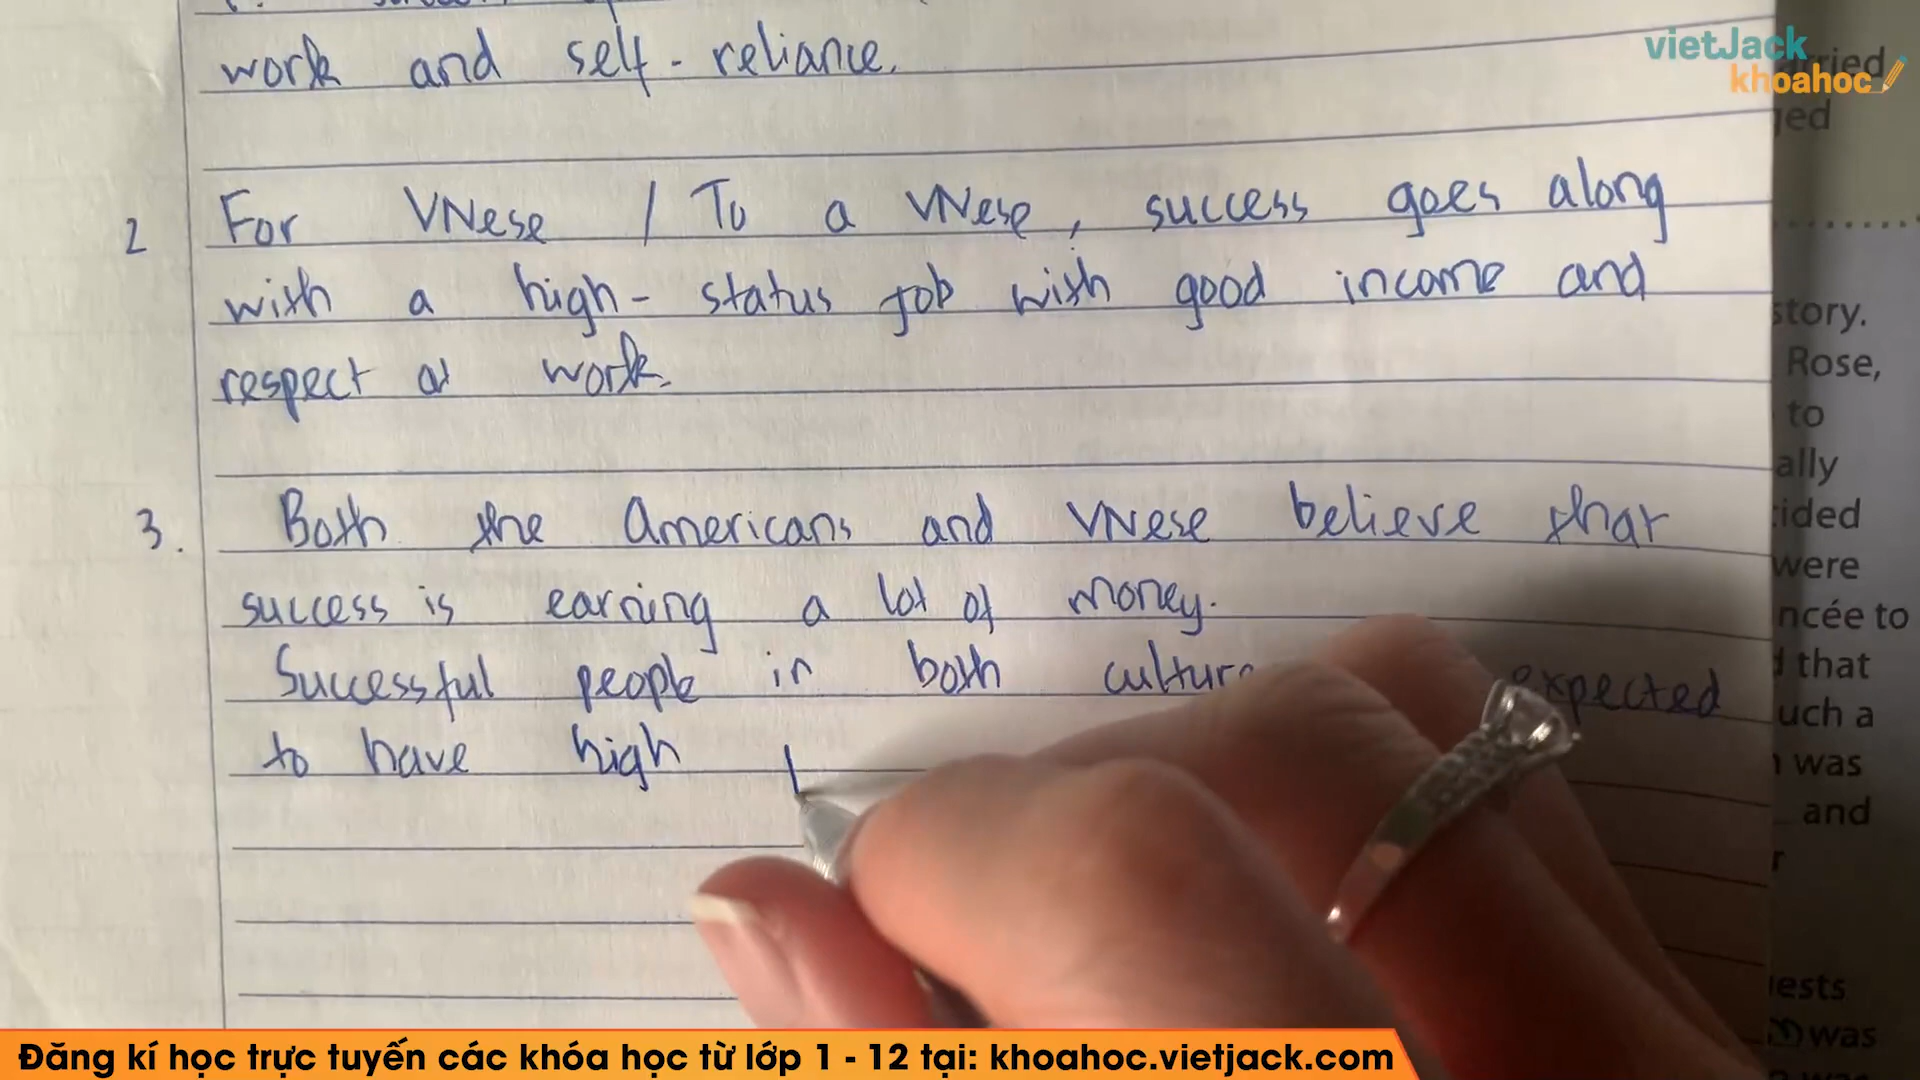 work and self-reliance.
2 For VNese / To a VNese, success goes along
with a high-status job with good income and
respect at work.
3. Both the Americans and VNese believe that
success is earning a lot of money.
Successful people in both expected
to have high
vietJack
khoahoc
ried
ed
story.
Rose,
to
ally
ided
were
ncée to
that
uch a
was
and
r
ests
was
Đăng kí học trực tuyến các khóa học từ lớp 1 - 12 tại: khoahoc.vietjack.com